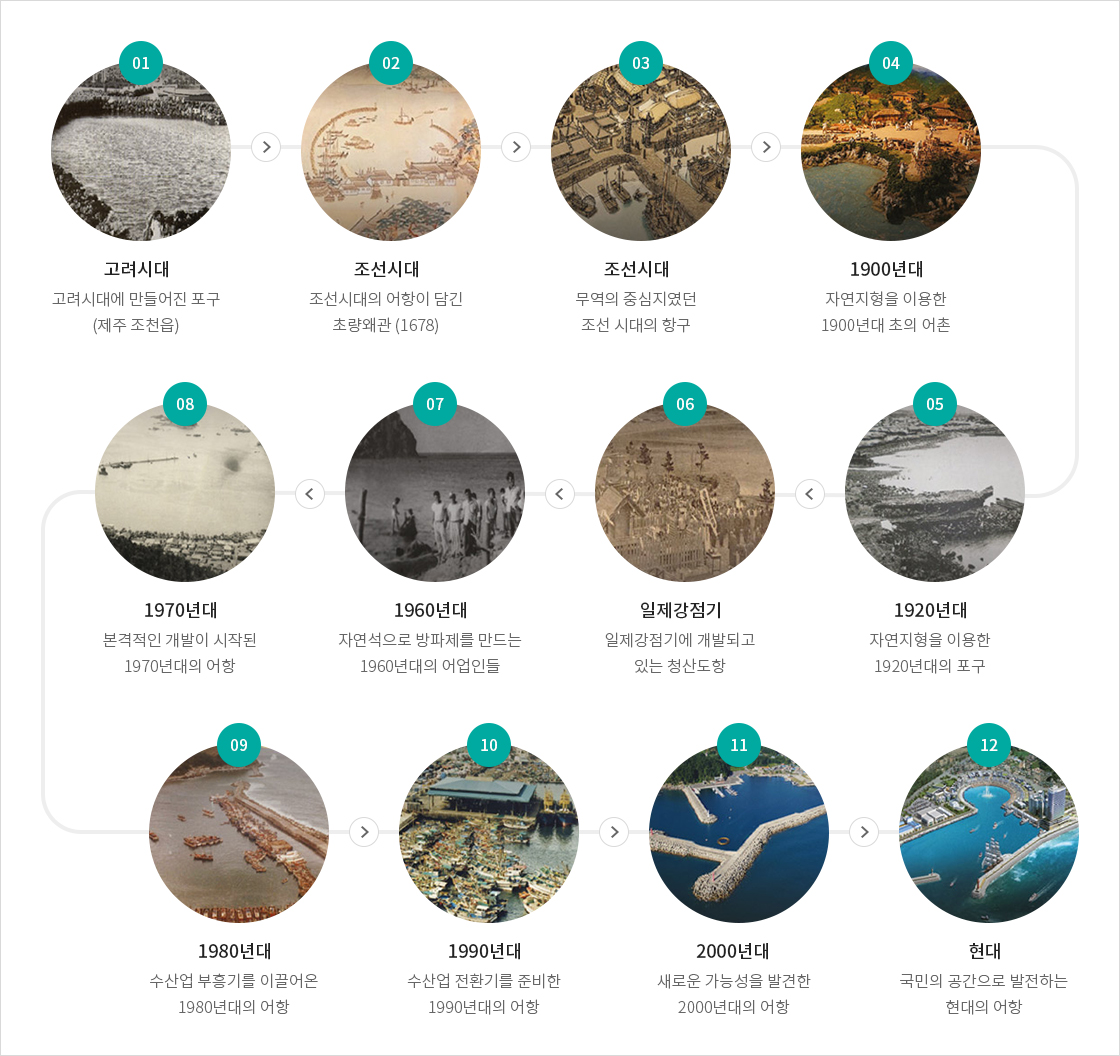 01
고려시대
고려시대에 만들어진 포구
(제주 조천읍)
02
조선시대
조선시대의 어항이 담긴
초량왜관 (1678)
03
조선시대
무역의 중심지였던
조선 시대의 항구
04
1900년대
자연지형을 이용한
1900년대 초의 어촌
05
1920년대
자연지형을 이용한
1920년대의 포구
06
일제강점기
일제강점기에 개발되고
있는 청산도항
07
1960년대
자연석으로 방파제를 만드는
1960년대의 어업인들
08
1970년대
본격적인 개발이 시작된
1970년대의 어항
09
1980년대
수산업 부흥기를 이끌어온
1980년대의 어항
10
1990년대
수산업 전환기를 준비한
1990년대의 어항
11
2000년대
새로운 가능성을 발견한
2000년대의 어항
12
현대
국민의 공간으로 발전하는
현대의 어항